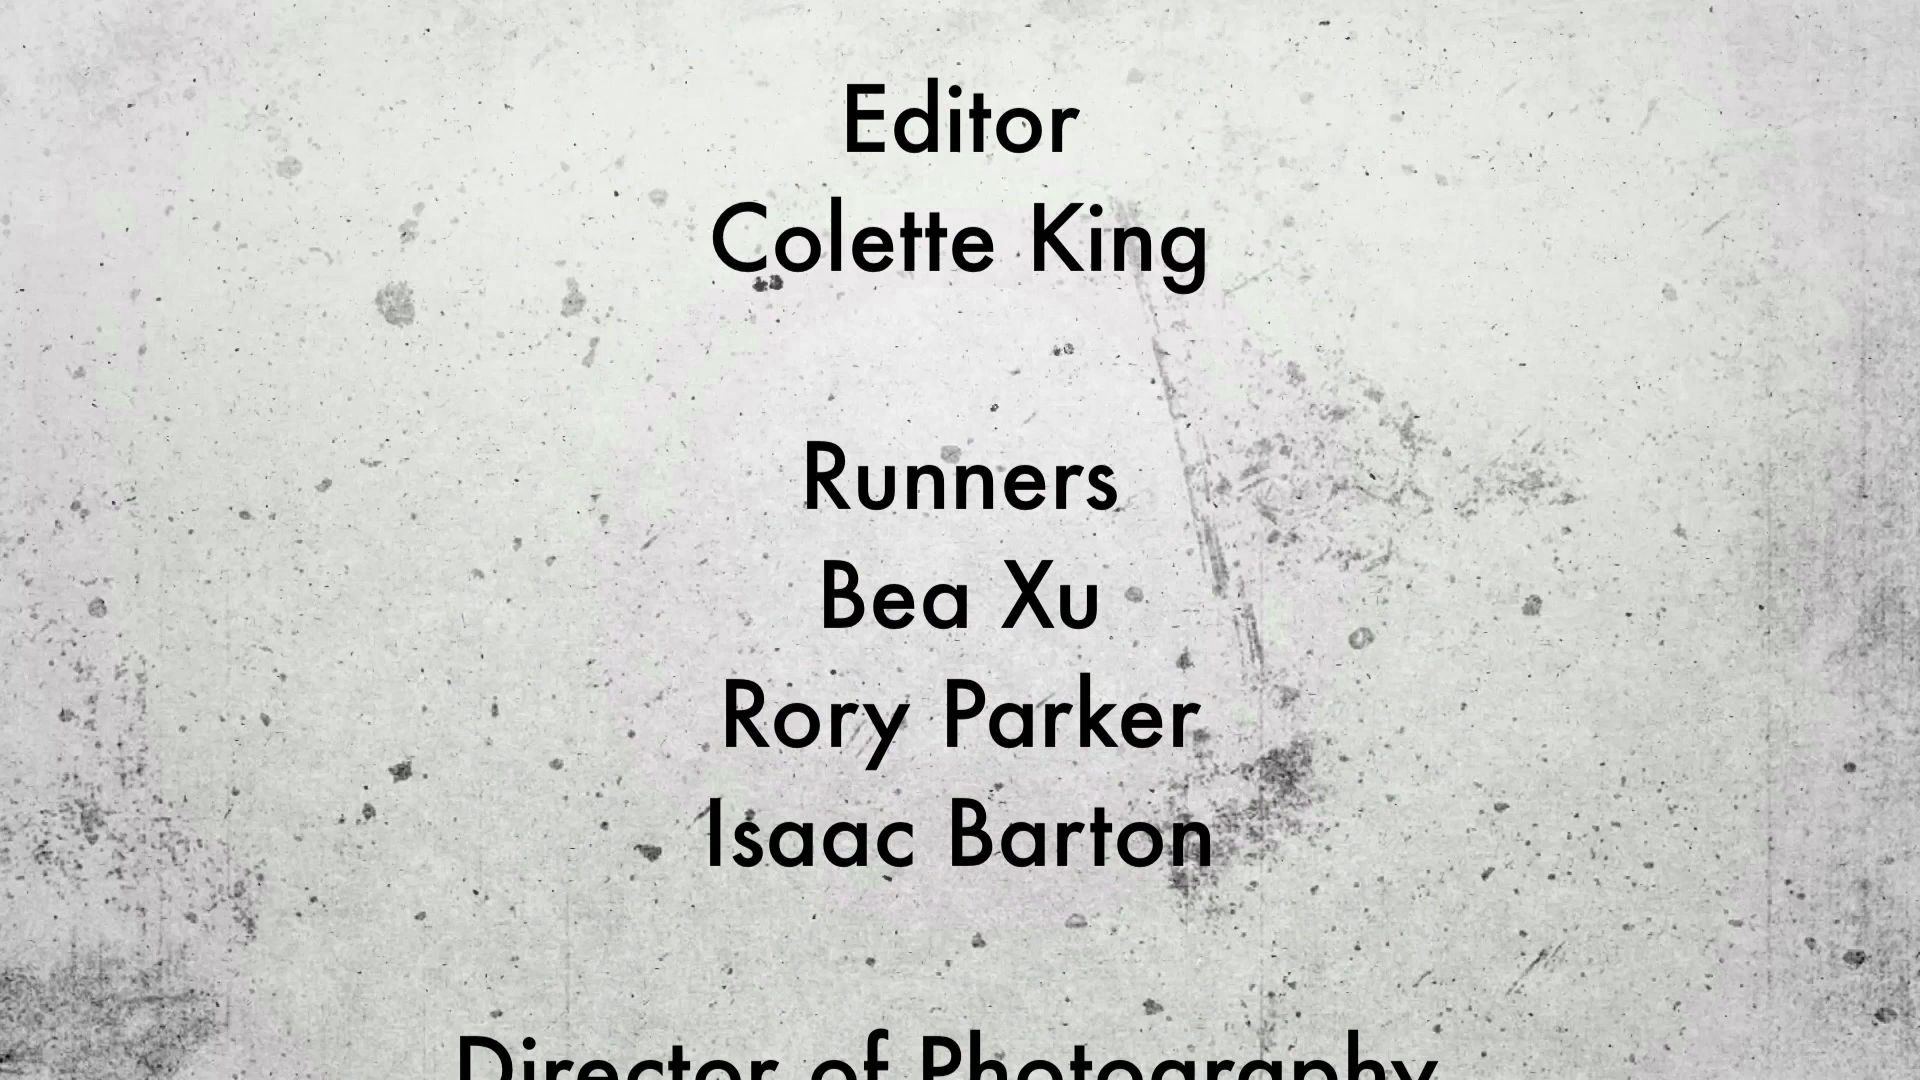 Editor
Colette King
Runners
Bea Xu
Rory Parker
Isaac Barton
Director of Photography